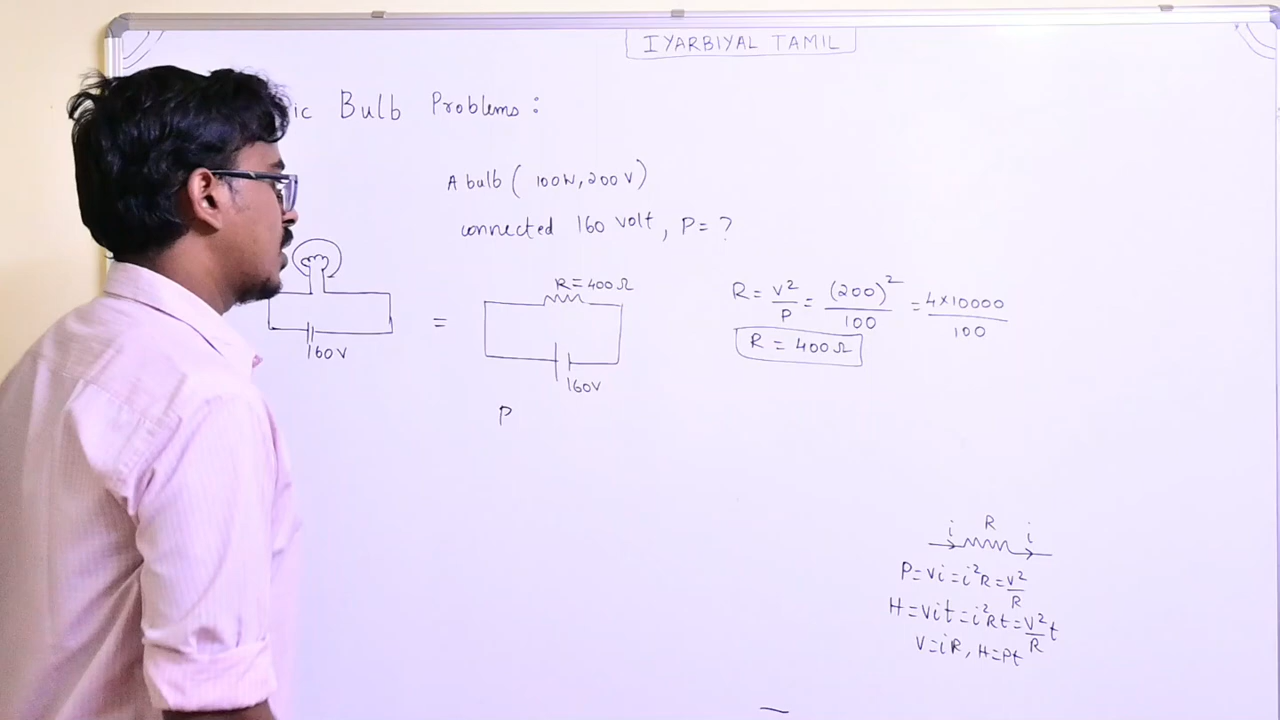 IYARBIYAL TAMIL
ic Bulb Problems :
A bulb ( 100W, 200 V )
connected 160 volt, P = ?
160V
=
R = 400 Ω
160V
P
R = V²/P = (200)²/100 = 4×10000/100
R = 400 Ω
i R i
P = Vi = i²R = V²/R
H = Vit = i²Rt = V²/R t
V = iR, H = Pt